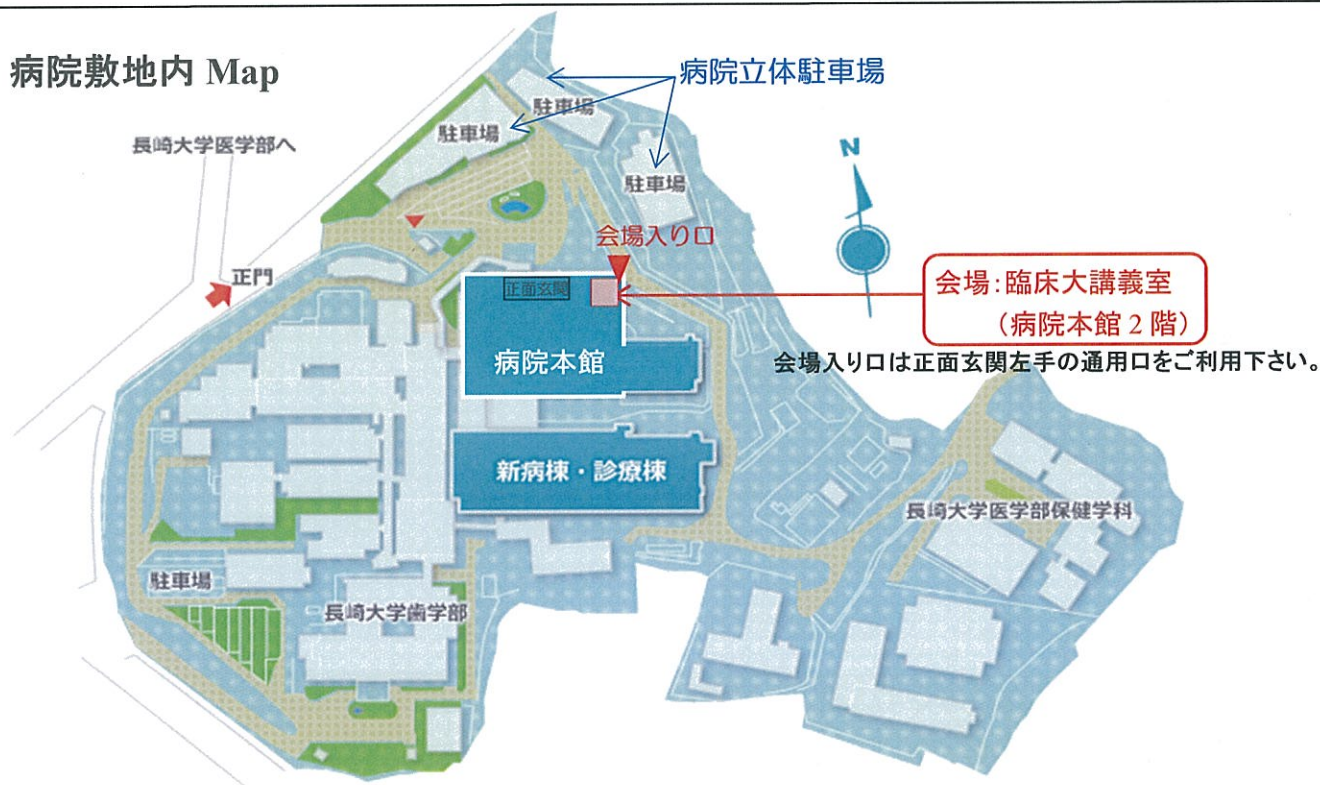 病院敷地内 Map
病院立体駐車場
駐車場
駐車場
長崎大学医学部へ
駐車場
N
会場入り口
正門
正面玄関
会場:臨床大講義室
(病院本館 2 階)
病院本館
会場入り口は正面玄関左手の通用口をご利用下さい。
新病棟・診療棟
長崎大学医学部保健学科
駐車場
長崎大学歯学部